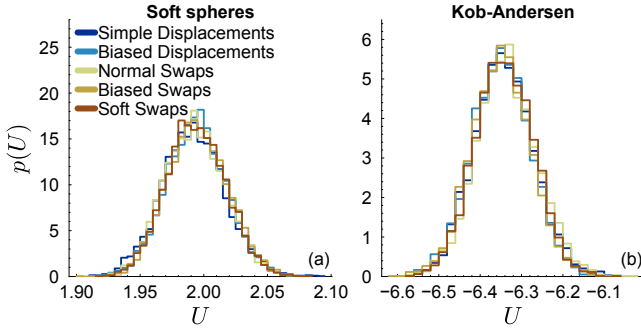 Soft spheres
Kob-Andersen
Simple Displacements
Biased Displacements
Normal Swaps
Biased Swaps
Soft Swaps
p(U)
25
20
15
10
5
0
1.90
1.95
2.00
2.05
2.10
U
(a)
6
5
4
3
2
1
0
−6.6
−6.5
−6.4
−6.3
−6.2
−6.1
U
(b)